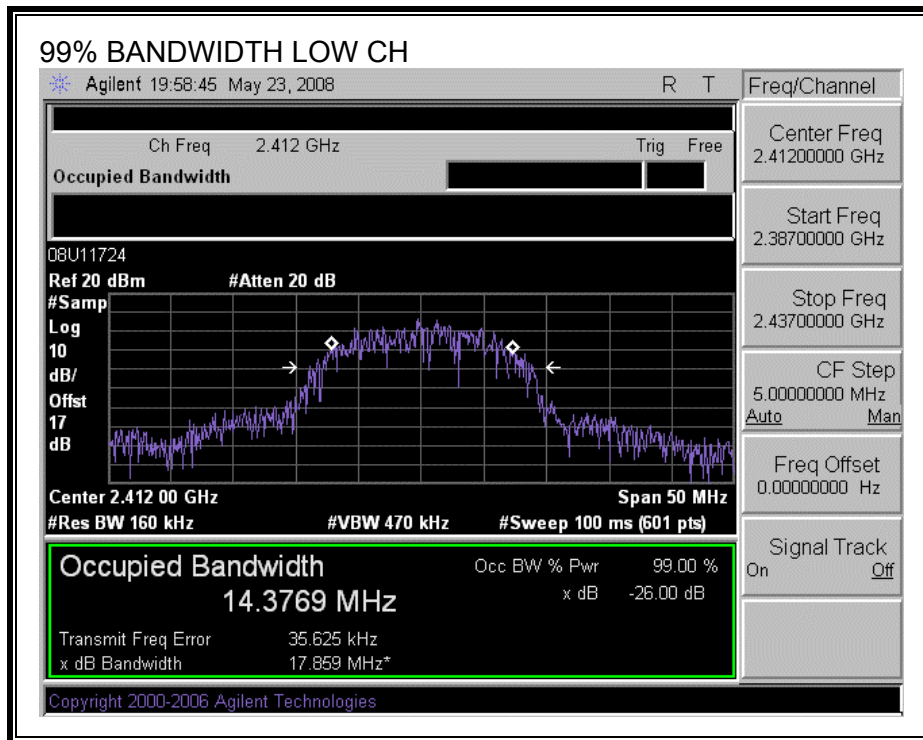 99% BANDWIDTH LOW CH
Agilent 19:58:45 May 23, 2008 R T
Freq/Channel
Ch Freq 2.412 GHz Trig Free
Occupied Bandwidth
Center Freq
2.41200000 GHz
Start Freq
2.38700000 GHz
Stop Freq
2.43700000 GHz
CF Step
5.00000000 MHz
Auto Man
Freq Offset
0.00000000 Hz
Signal Track
On Off
08U11724
Ref 20 dBm #Atten 20 dB
#Samp
Log
10
dB/
Offst
17
dB
Center 2.412 00 GHz Span 50 MHz
#Res BW 160 kHz #VBW 470 kHz #Sweep 100 ms (601 pts)
Occupied Bandwidth
14.3769 MHz
Occ BW % Pwr 99.00 %
x dB -26.00 dB
Transmit Freq Error 35.625 kHz
x dB Bandwidth 17.859 MHz*
Copyright 2000-2006 Agilent Technologies